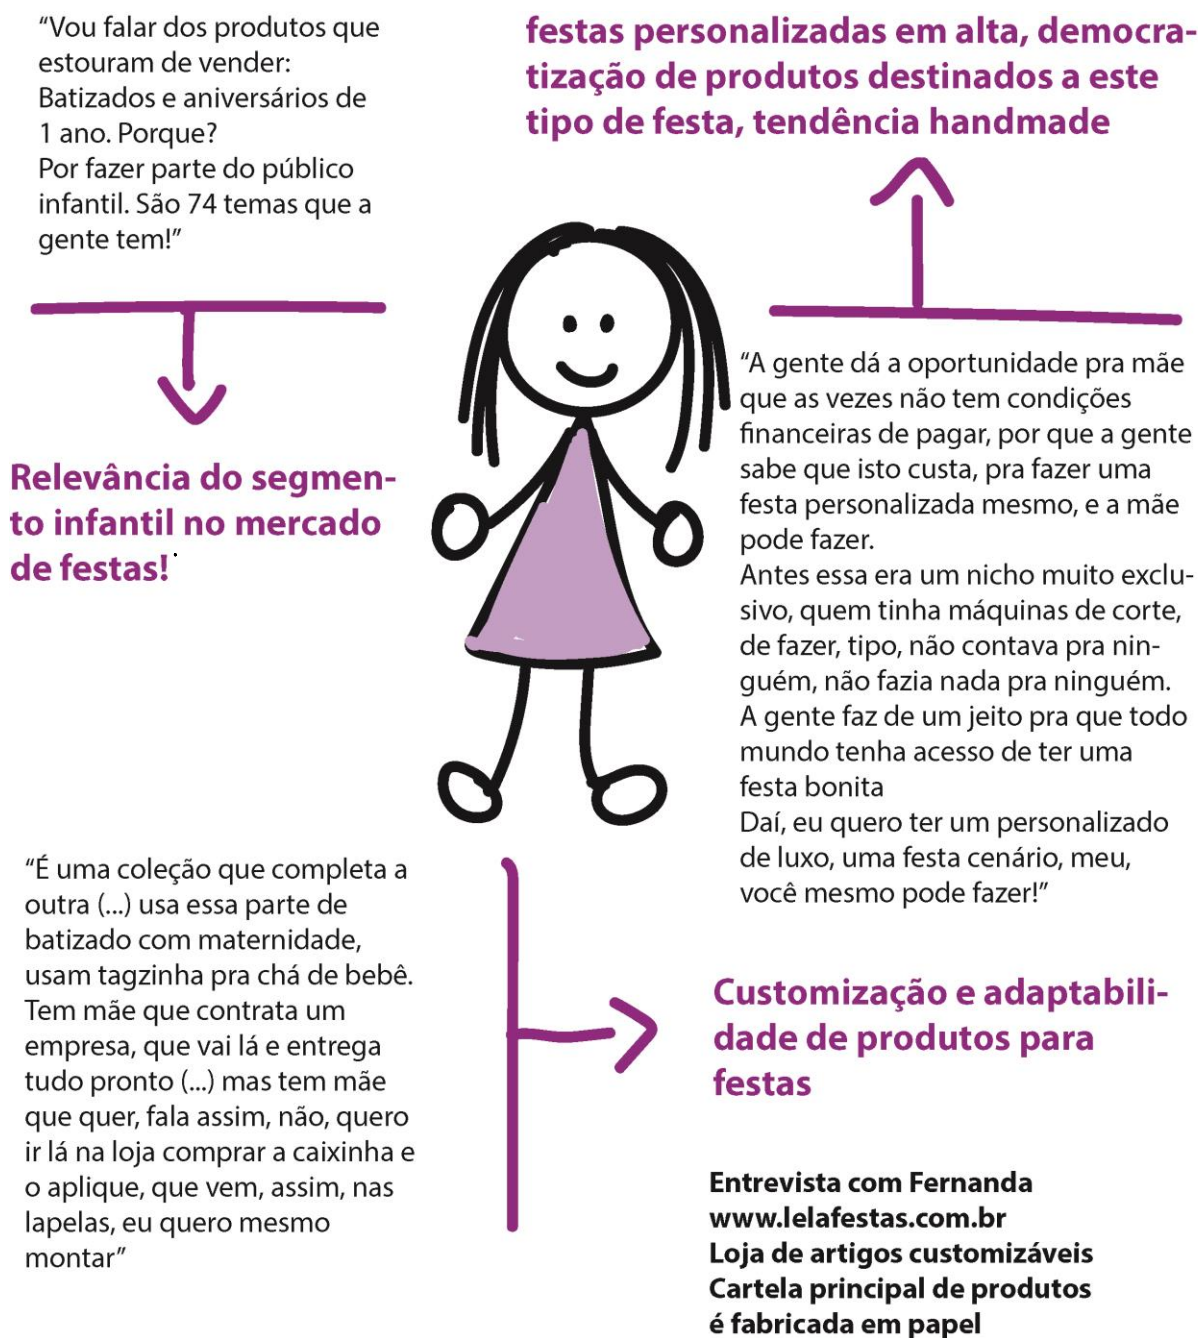 “Vou falar dos produtos que
estouram de vender:
Batizados e aniversários de
1 ano. Porque?
Por fazer parte do público
infantil. São 74 temas que a
gente tem!”
Relevância do segmen-
to infantil no mercado
de festas!
festas personalizadas em alta, democra-
tização de produtos destinados a este
tipo de festa, tendência handmade
“A gente dá a oportunidade pra mãe
que as vezes não tem condições
financeiras de pagar, por que a gente
sabe que isto custa, pra fazer uma
festa personalizada mesmo, e a mãe
pode fazer.
Antes essa era um nicho muito exclu-
sivo, quem tinha máquinas de corte,
de fazer, tipo, não contava pra nin-
guém, não fazia nada pra ninguém.
A gente faz de um jeito pra que todo
mundo tenha acesso de ter uma
festa bonita
Daí, eu quero ter um personalizado
de luxo, uma festa cenário, meu,
você mesmo pode fazer!”
“É uma coleção que completa a
outra (...) usa essa parte de
batizado com maternidade,
usam tagzinha pra chá de bebê.
Tem mãe que contrata um
empresa, que vai lá e entrega
tudo pronto (...) mas tem mãe
que quer, fala assim, não, quero
ir lá na loja comprar a caixinha e
o aplique, que vem, assim, nas
lapelas, eu quero mesmo
montar”
Customização e adaptabili-
dade de produtos para
festas
Entrevista com Fernanda
www.lelafestas.com.br
Loja de artigos customizáveis
Cartela principal de produtos
é fabricada em papel